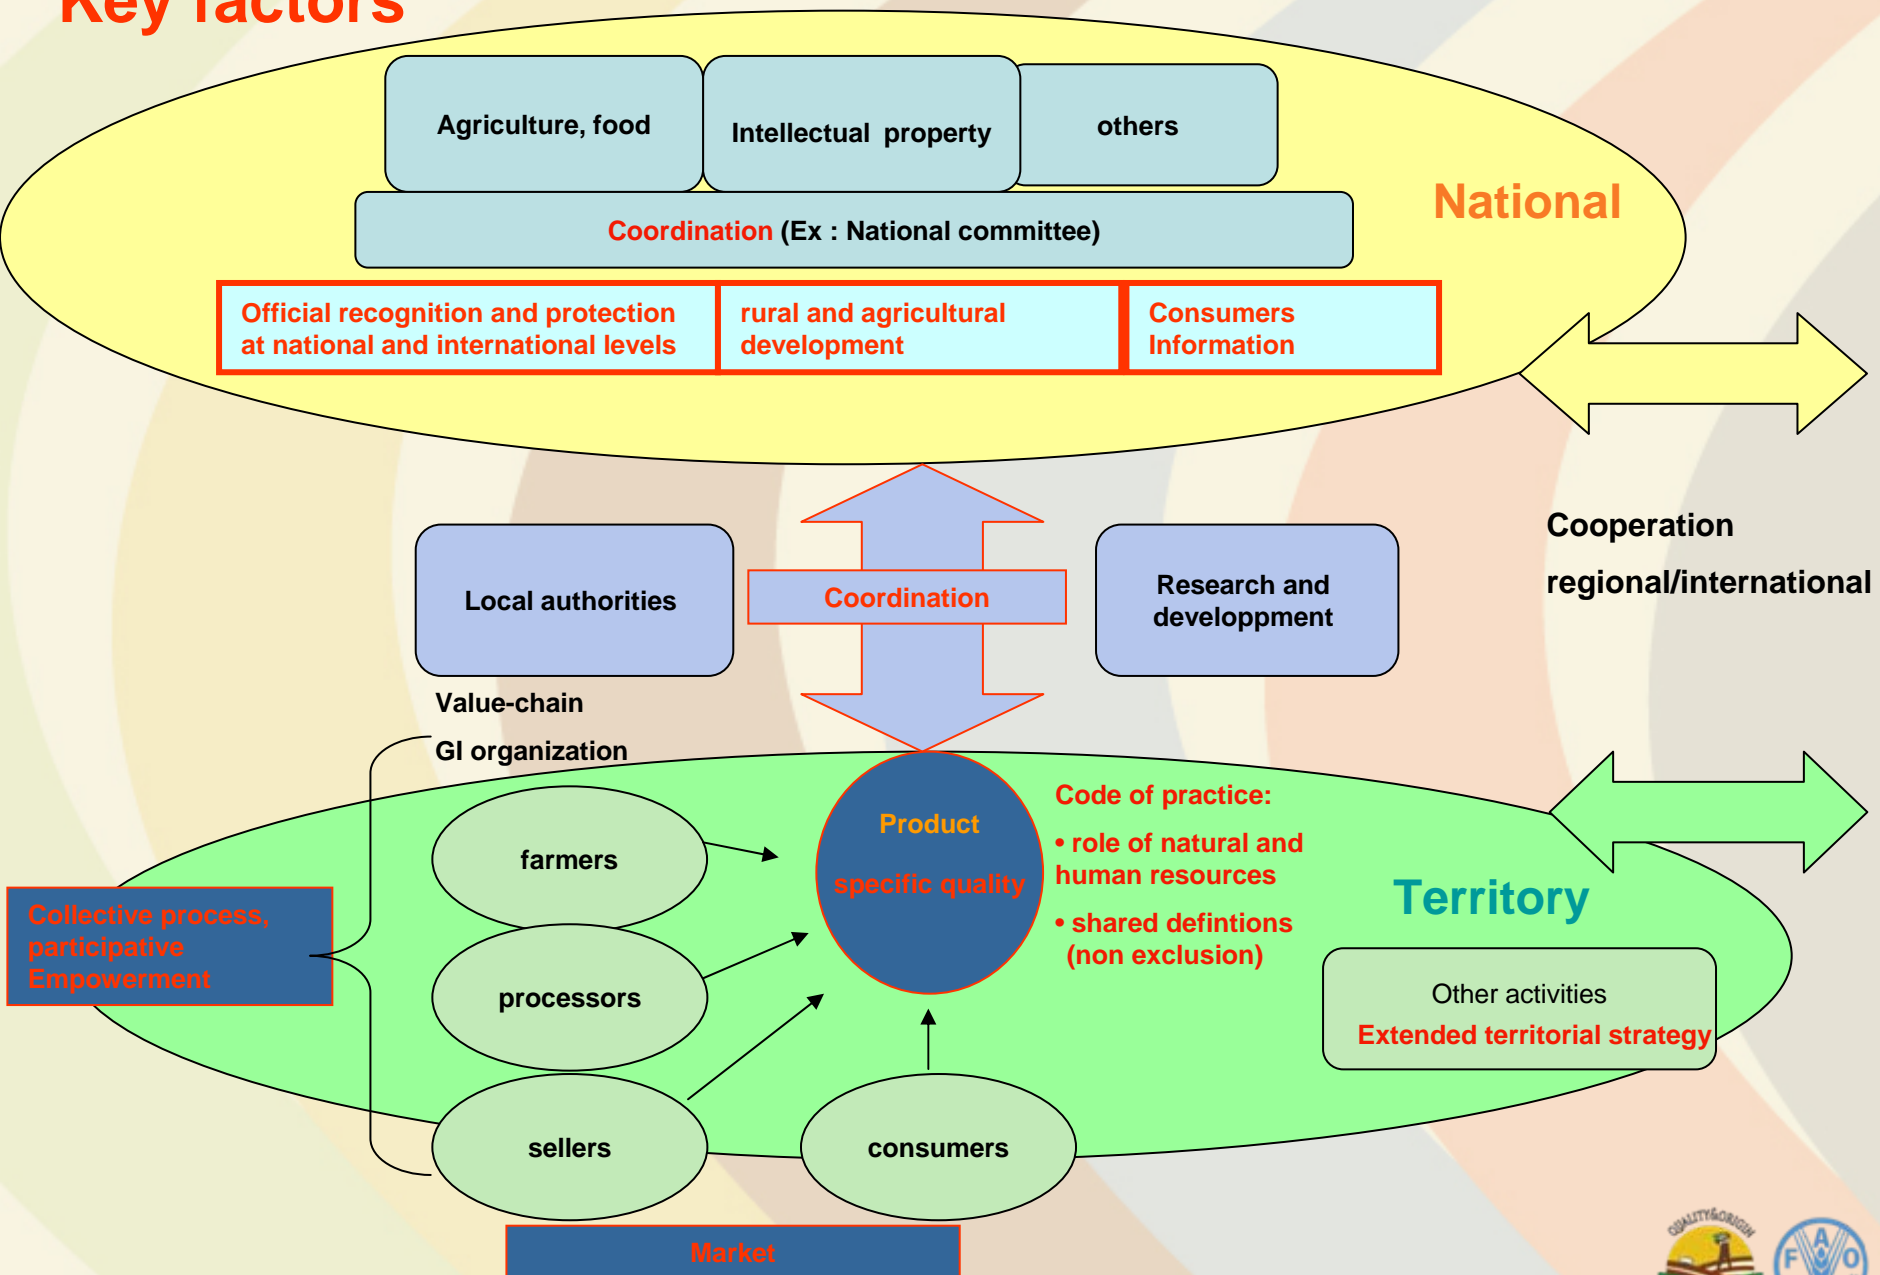 Key factors
Agriculture, food
Intellectual property
others
National
Coordination (Ex : National committee)
Official recognition and protection
at national and international levels
rural and agricultural
development
Consumers
Information
Cooperation
regional/international
Local authorities
Coordination
Research and
developpment
Value-chain
GI organization
Product
specific quality
Code of practice:
• role of natural and
human resources
• shared defintions
(non exclusion)
Territory
farmers
Collective process,
participative
Empowerment
processors
Other activities
Extended territorial strategy
sellers
consumers
Market
QUALITY&ORIGIN
FAO